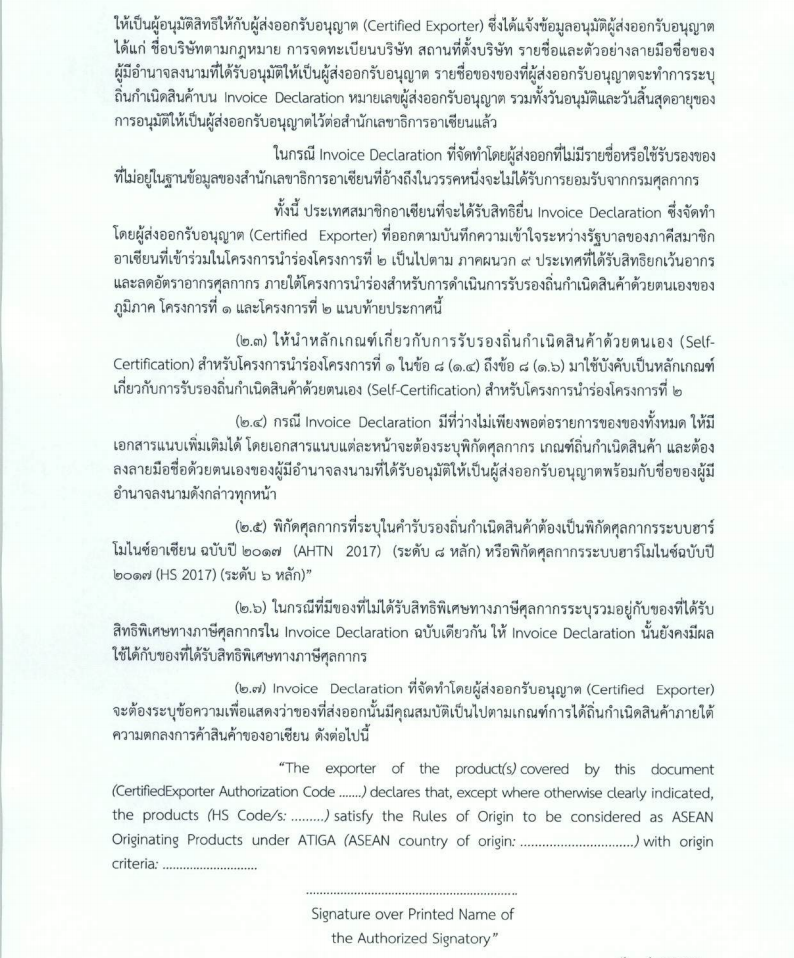 ให้เป็นผู้อนุมัติสิทธิให้กับผู้ส่งออกรับอนุญาต (Certified Exporter) ซึ่งได้แจ้งข้อมูลอนุมัติผู้ส่งออกรับอนุญาต
ได้แก่ ชื่อบริษัทตามกฎหมาย การจดทะเบียนบริษัท สถานที่ตั้งบริษัท รายชื่อและตัวอย่างลายมือชื่อของ
ผู้มีอำนาจลงนามที่ได้รับอนุมัติให้เป็นผู้ส่งออกรับอนุญาต รายชื่อของของที่ผู้ส่งออกรับอนุญาตจะทำการระบุ
ถิ่นกำเนิดสินค้าบน Invoice Declaration หมายเลขผู้ส่งออกรับอนุญาต รวมทั้งวันอนุมัติและวันสิ้นสุดอายุของ
การอนุมัติให้เป็นผู้ส่งออกรับอนุญาตไว้ต่อสำนักเลขาธิการอาเซียนแล้ว
ในกรณี Invoice Declaration ที่จัดทำโดยผู้ส่งออกที่ไม่มีรายชื่อหรือใช้รับรองของ
ที่ไม่อยู่ในฐานข้อมูลของสำนักเลขาธิการอาเซียนที่อ้างถึงในวรรคหนึ่งจะไม่ได้รับการยอมรับจากกรมศุลกากร
ทั้งนี้ ประเทศสมาชิกอาเซียนที่จะได้รับสิทธิยื่น Invoice Declaration ซึ่งจัดทำ
โดยผู้ส่งออกรับอนุญาต (Certified Exporter) ที่ออกตามบันทึกความเข้าใจระหว่างรัฐบาลของภาคีสมาชิก
อาเซียนที่เข้าร่วมในโครงการนำร่องโครงการที่ ๒ เป็นไปตาม ภาคผนวก ๙ ประเทศที่ได้รับสิทธิยกเว้นอากร
และลดอัตราอากรศุลกากร ภายใต้โครงการนำร่องสำหรับการดำเนินการรับรองถิ่นกำเนิดสินค้าด้วยตนเองของ
ภูมิภาค โครงการที่ ๑ และโครงการที่ ๒ แนบท้ายประกาศนี้
(๒.๓) ให้นำหลักเกณฑ์เกี่ยวกับการรับรองถิ่นกำเนิดสินค้าด้วยตนเอง (Self-
Certification) สำหรับโครงการนำร่องโครงการที่ ๑ ในข้อ ๘ (๑.๔) ถึงข้อ ๘ (๑.๖) มาใช้บังคับเป็นหลักเกณฑ์
เกี่ยวกับการรับรองถิ่นกำเนิดสินค้าด้วยตนเอง (Self-Certification) สำหรับโครงการนำร่องโครงการที่ ๒
(๒.๔) กรณี Invoice Declaration มีที่ว่างไม่เพียงพอต่อรายการของของทั้งหมด ให้มี
เอกสารแนบเพิ่มเติมได้ โดยเอกสารแนบแต่ละหน้าจะต้องระบุพิกัดศุลกากร เกณฑ์ถิ่นกำเนิดสินค้า และต้อง
ลงลายมือชื่อด้วยตนเองของผู้มีอำนาจลงนามที่ได้รับอนุมัติให้เป็นผู้ส่งออกรับอนุญาตพร้อมกับชื่อของผู้มี
อำนาจลงนามดังกล่าวทุกหน้า
(๒.๕) พิกัดศุลกากรที่ระบุในคำรับรองถิ่นกำเนิดสินค้าต้องเป็นพิกัดศุลกากรระบบฮาร์
โมไนซ์อาเซียน ฉบับปี ๒๐๑๗ (AHTN 2017) (ระดับ ๘ หลัก) หรือพิกัดศุลกากรระบบฮาร์โมไนซ์ฉบับปี
๒๐๑๗ (HS 2017) (ระดับ ๖ หลัก)”
(๒.๖) ในกรณีที่มีของที่ไม่ได้รับสิทธิพิเศษทางภาษีศุลกากรระบุรวมอยู่กับของที่ได้รับ
สิทธิพิเศษทางภาษีศุลกากรใน Invoice Declaration ฉบับเดียวกัน ให้ Invoice Declaration นั้นยังคงมีผล
ใช้ได้กับของที่ได้รับสิทธิพิเศษทางภาษีศุลกากร
(๒.๗) Invoice Declaration ที่จัดทำโดยผู้ส่งออกรับอนุญาต (Certified Exporter)
จะต้องระบุข้อความเพื่อแสดงว่าของที่ส่งออกนั้นมีคุณสมบัติเป็นไปตามเกณฑ์การได้ถิ่นกำเนิดสินค้าภายใต้
ความตกลงการค้าสินค้าของอาเซียน ดังต่อไปนี้
“The exporter of the product(s) covered by this document
(CertifiedExporter Authorization Code .......) declares that, except where otherwise clearly indicated,
the products (HS Code/s: .........) satisfy the Rules of Origin to be considered as ASEAN
Originating Products under ATIGA (ASEAN country of origin: ..............................) with origin
criteria: .........................
........................................................
Signature over Printed Name of
the Authorized Signatory”